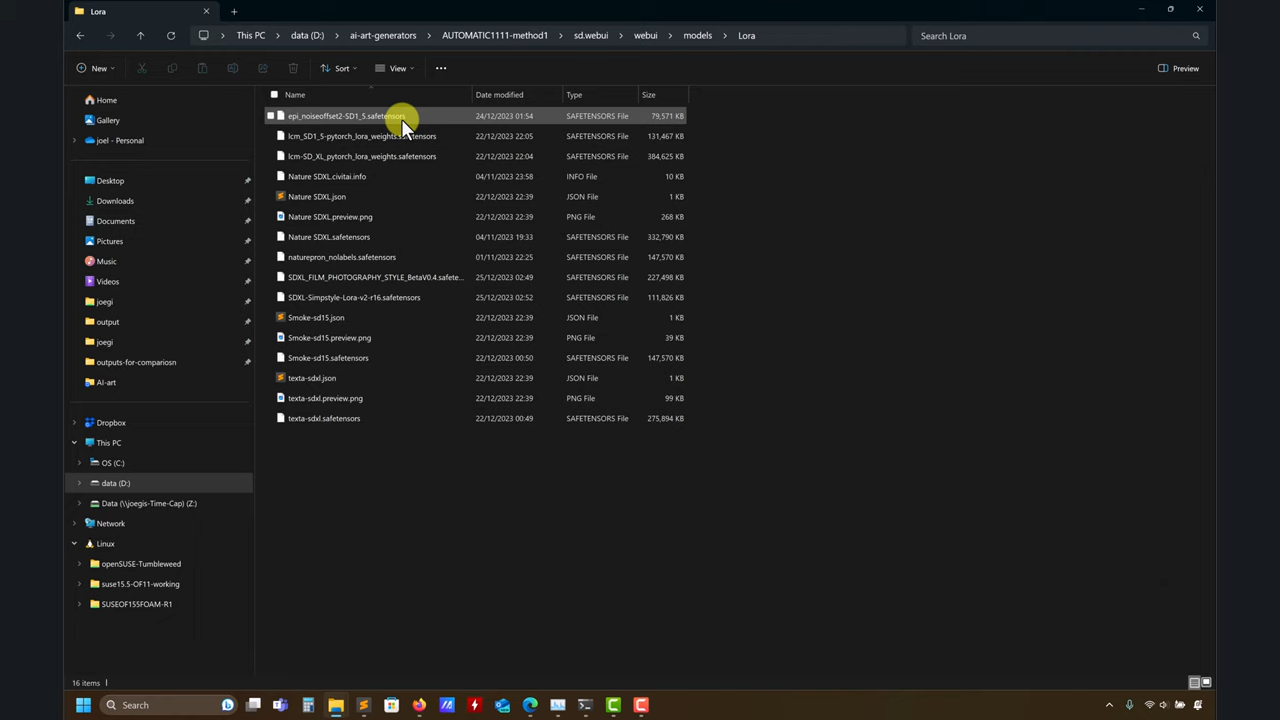 Lora
This PC > data (D:) > ai-art-generators > AUTOMATIC1111-method1 > sd.webui > webui > models > Lora
Search Lora
New
Sort
View
Preview
Home
Gallery
joel - Personal
Desktop
Downloads
Documents
Pictures
Music
Videos
joegi
output
joegi
outputs-for-compariosn
AI-art
Dropbox
This PC
OS (C:)
data (D:)
Data (\\joegis-Time-Cap) (Z:)
Network
Linux
openSUSE-Tumbleweed
suse15.5-OF11-working
SUSEOF155FOAM-R1
Name Date modified Type Size
epi_noiseoffset2-SD1_5.safetensors 24/12/2023 01:54 SAFETENSORS File 79,571 KB
lcm_SD1_5-pytorch_lora_weights.safetensors 22/12/2023 22:05 SAFETENSORS File 131,467 KB
lcm-SD_XL_pytorch_lora_weights.safetensors 22/12/2023 22:04 SAFETENSORS File 384,625 KB
Nature SDXL.civitai.info 04/11/2023 23:58 INFO File 10 KB
Nature SDXL.json 22/12/2023 22:39 JSON File 1 KB
Nature SDXL.preview.png 22/12/2023 22:39 PNG File 268 KB
Nature SDXL.safetensors 04/11/2023 19:33 SAFETENSORS File 332,790 KB
naturepron_nolabels.safetensors 01/11/2023 22:25 SAFETENSORS File 147,570 KB
SDXL_FILM_PHOTOGRAPHY_STYLE_BetaV0.4.safete... 25/12/2023 02:49 SAFETENSORS File 227,498 KB
SDXL-Simpstyle-Lora-v2-r16.safetensors 25/12/2023 02:52 SAFETENSORS File 111,826 KB
Smoke-sd15.json 22/12/2023 22:39 JSON File 1 KB
Smoke-sd15.preview.png 22/12/2023 22:39 PNG File 39 KB
Smoke-sd15.safetensors 22/12/2023 00:50 SAFETENSORS File 147,570 KB
texta-sdxl.json 22/12/2023 22:39 JSON File 1 KB
texta-sdxl.preview.png 22/12/2023 22:39 PNG File 99 KB
texta-sdxl.safetensors 22/12/2023 00:49 SAFETENSORS File 275,894 KB
16 items
Search